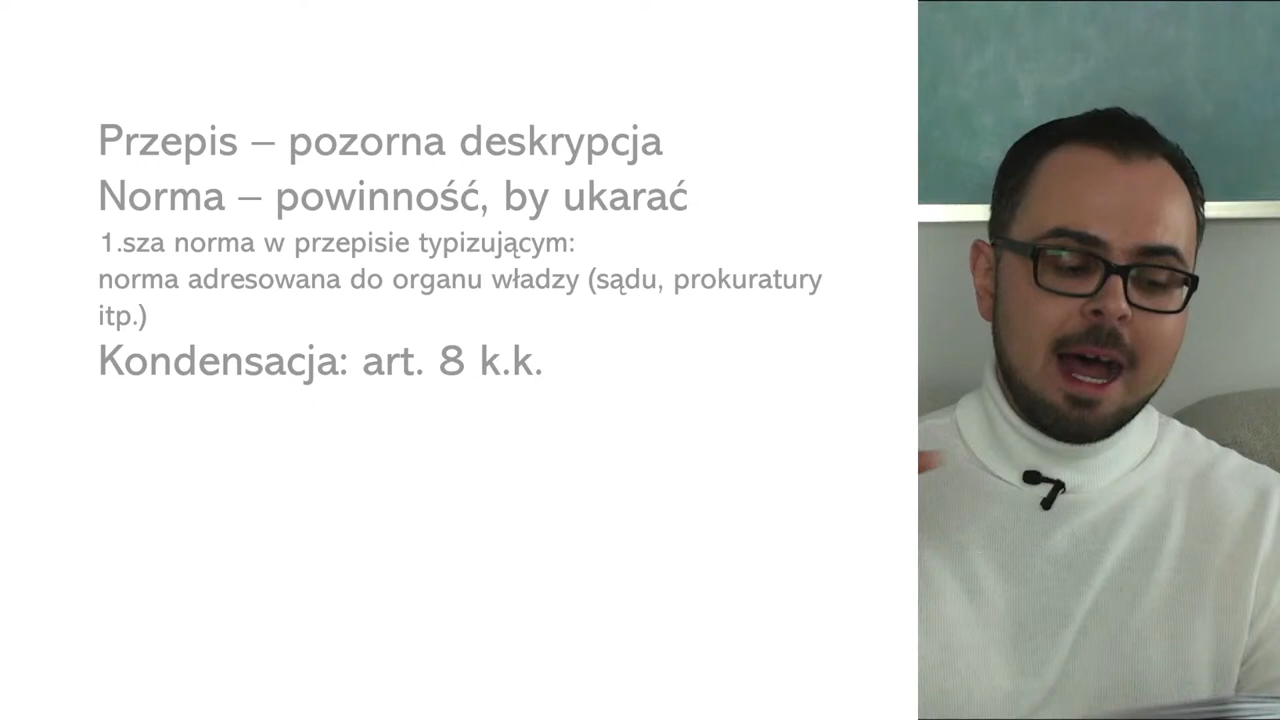 Przepis – pozorna deskrypcja
Norma – powinność, by ukarać
1.sza norma w przepisie typizującym:
norma adresowana do organu władzy (sądu, prokuratury
itp.)
Kondensacja: art. 8 k.k.